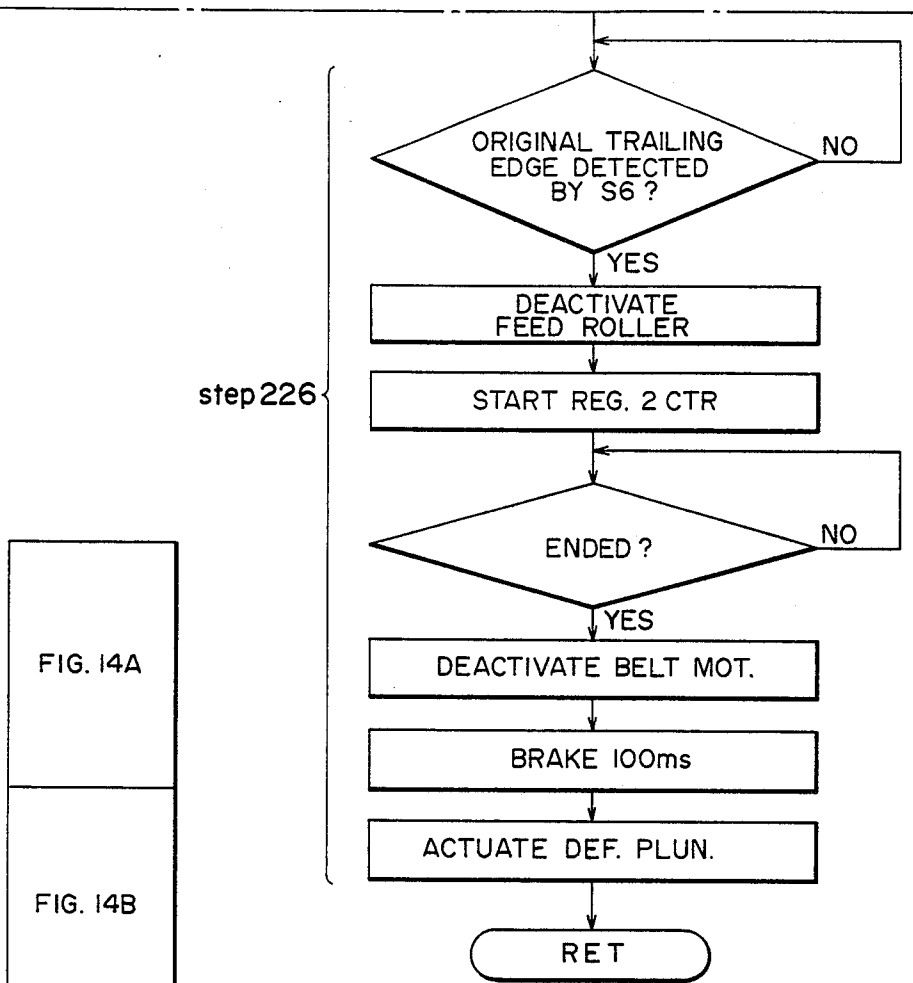 ORIGINAL TRAILING
EDGE DETECTED
BY S6?
NO
YES
DEACTIVATE
FEED ROLLER
step 226
START REG. 2 CTR
ENDED?
NO
YES
DEACTIVATE BELT MOT.
BRAKE 100ms
ACTUATE DEF. PLUN.
RET
FIG. 14A
FIG. 14B